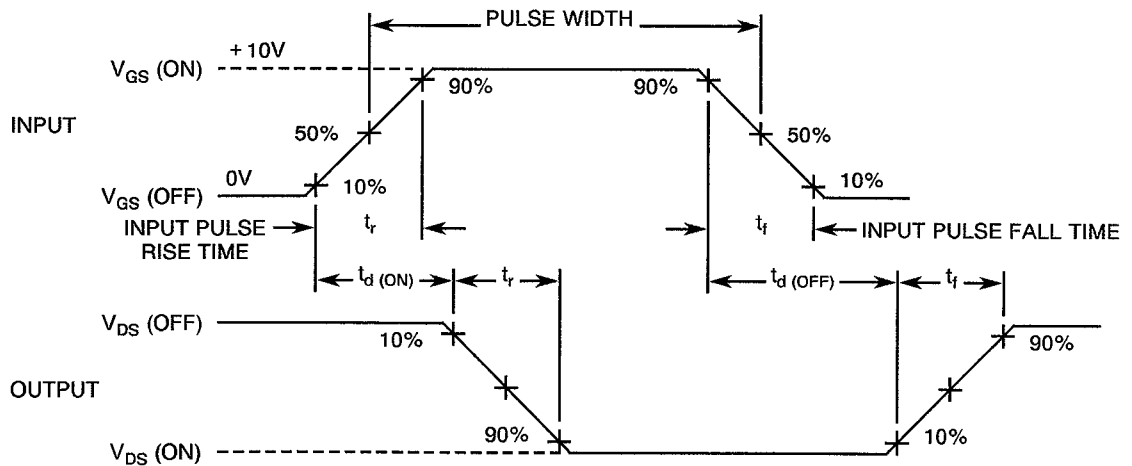 PULSE WIDTH
+10V
V_GS (ON)
90%
90%
INPUT
50%
50%
0V
10%
10%
V_GS (OFF)
INPUT PULSE
RISE TIME
t_r
t_f
INPUT PULSE FALL TIME
t_d (ON)
t_r
t_d (OFF)
t_f
V_DS (OFF)
10%
90%
OUTPUT
90%
10%
V_DS (ON)